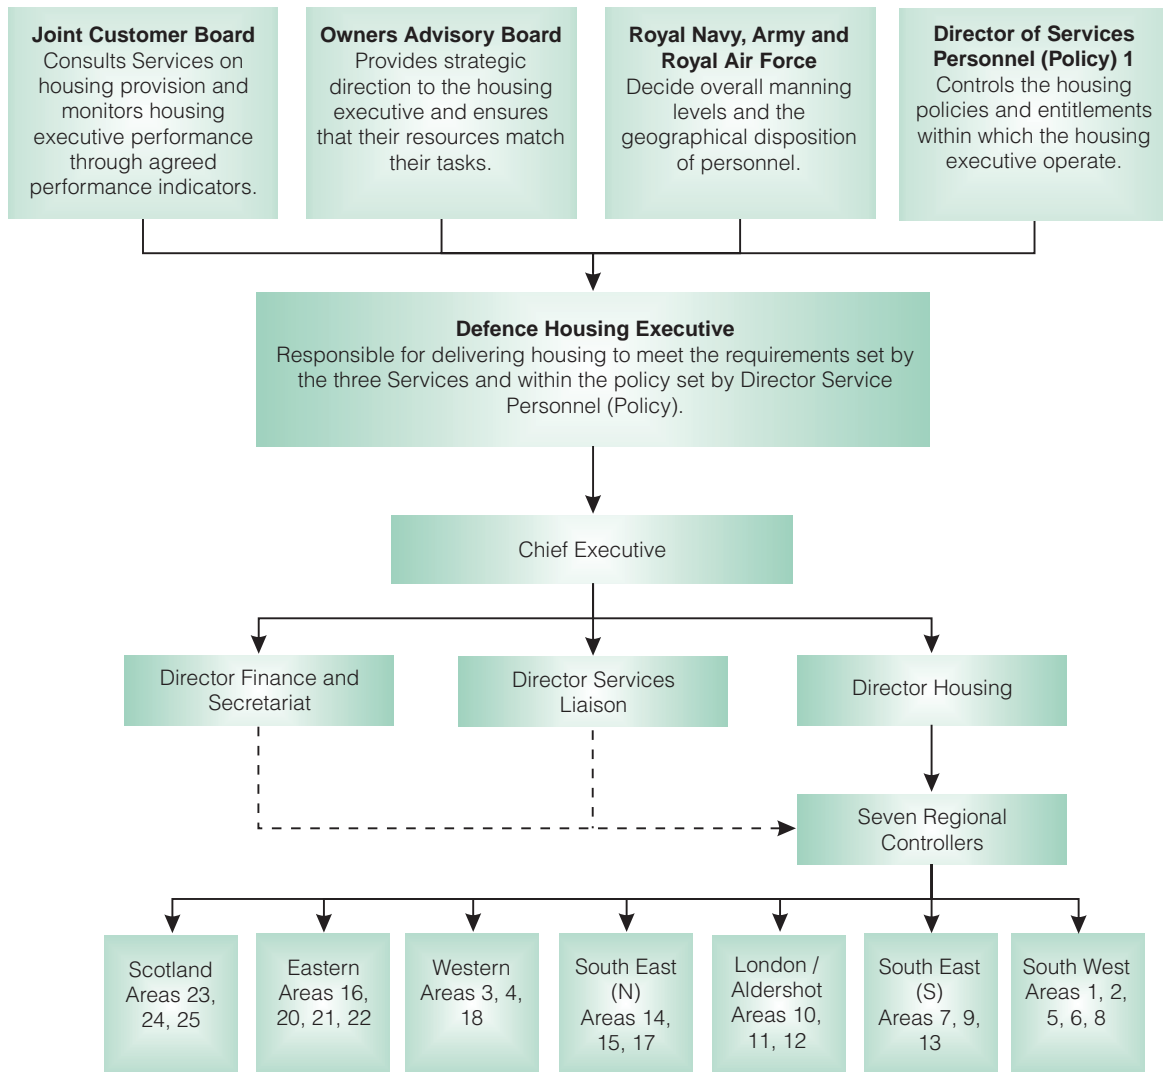 Joint Customer Board
Consults Services on
housing provision and
monitors housing
executive performance
through agreed
performance indicators.
Owners Advisory Board
Provides strategic
direction to the housing
executive and ensures
that their resources match
their tasks.
Royal Navy, Army and
Royal Air Force
Decide overall manning
levels and the
geographical disposition
of personnel.
Director of Services
Personnel (Policy) 1
Controls the housing
policies and entitlements
within which the housing
executive operate.
Defence Housing Executive
Responsible for delivering housing to meet the requirements set by
the three Services and within the policy set by Director Service
Personnel (Policy).
Chief Executive
Director Finance and
Secretariat
Director Services
Liaison
Director Housing
Seven Regional
Controllers
Scotland
Areas 23,
24, 25
Eastern
Areas 16,
20, 21, 22
Western
Areas 3, 4,
18
South East
(N)
Areas 14,
15, 17
London /
Aldershot
Areas 10,
11, 12
South East
(S)
Areas 7, 9,
13
South West
Areas 1, 2,
5, 6, 8